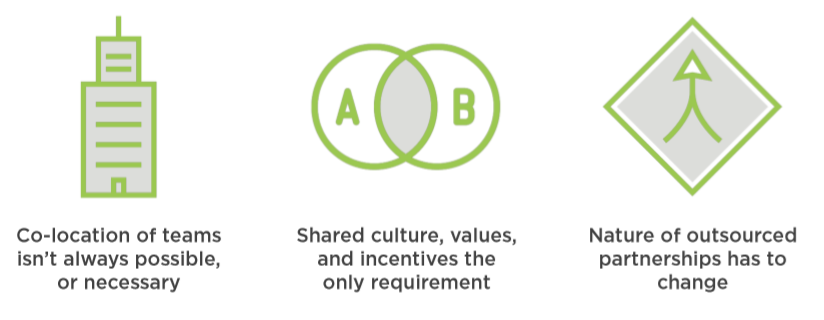 A
B
Co-location of teams
isn't always possible,
or necessary
Shared culture, values,
and incentives the
only requirement
Nature of outsourced
partnerships has to
change